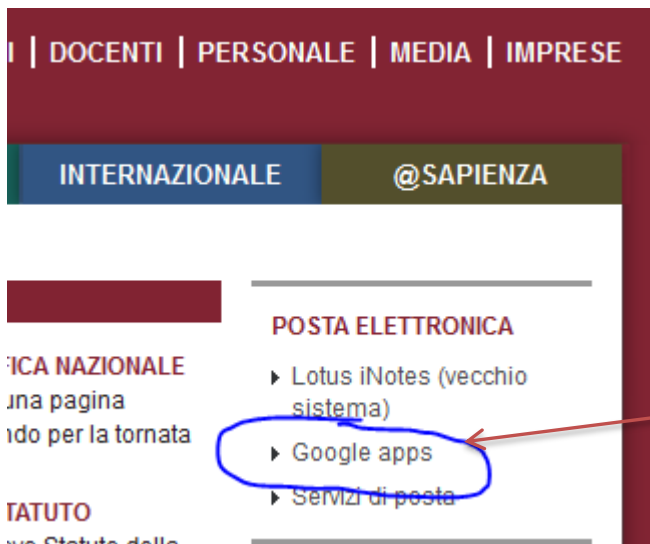 I | DOCENTI | PERSONALE | MEDIA | IMPRESE
INTERNAZIONALE
@SAPIENZA
FICA NAZIONALE
una pagina
ndo per la tornata
TATUTO
POSTA ELETTRONICA
Lotus iNotes (vecchio
sistema)
Google apps
Servizi di posta